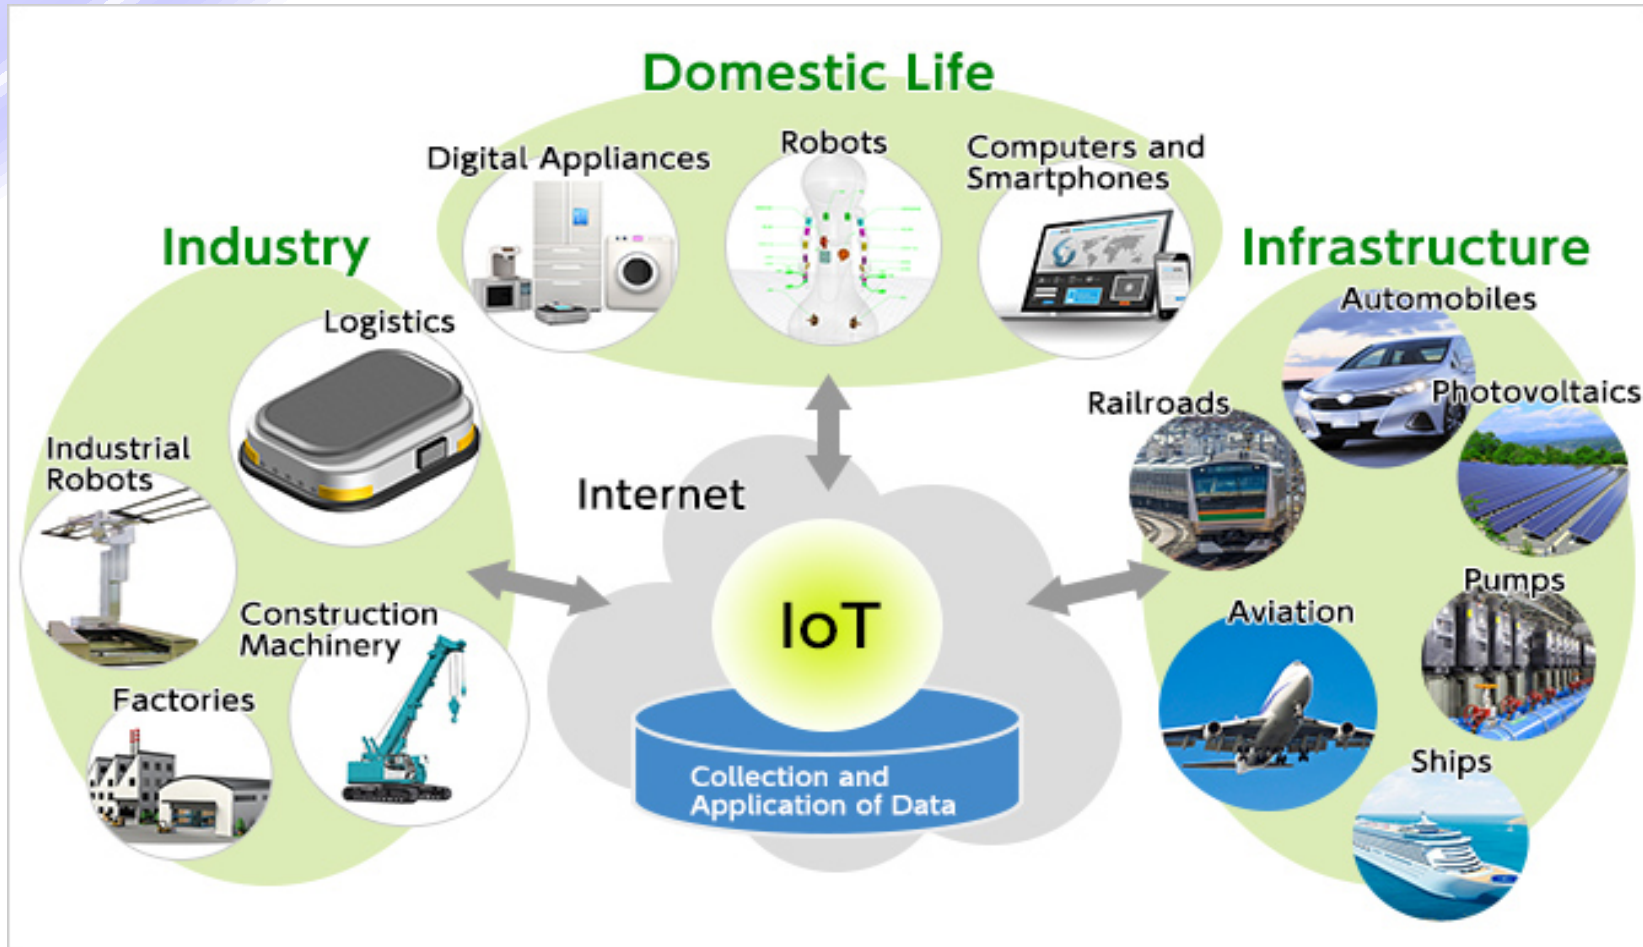 Domestic Life
Digital Appliances
Robots
Computers and
Smartphones
Industry
Logistics
Industrial
Robots
Construction
Machinery
Factories
Infrastructure
Automobiles
Railroads
Photovoltaics
Pumps
Aviation
Ships
Internet
IoT
Collection and
Application of Data